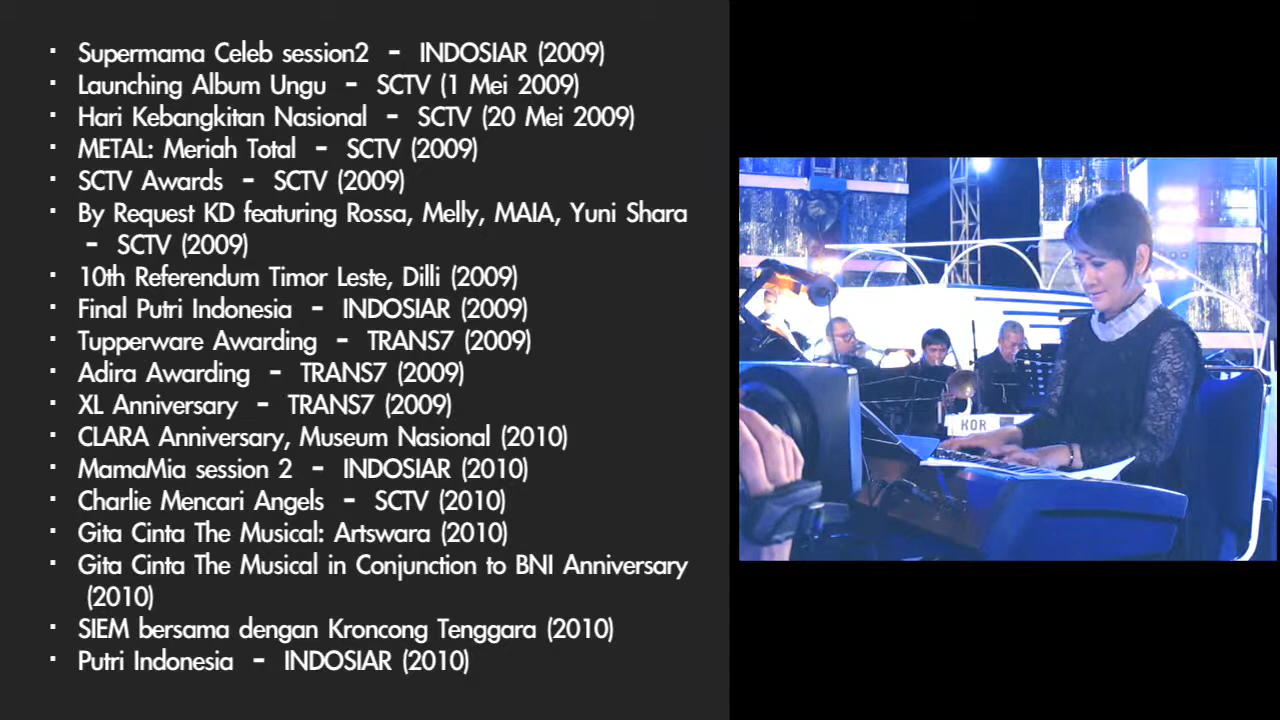 ▪ Supermama Celeb session2 – INDOSIAR (2009)
▪ Launching Album Ungu – SCTV (1 Mei 2009)
▪ Hari Kebangkitan Nasional – SCTV (20 Mei 2009)
▪ METAL: Meriah Total – SCTV (2009)
▪ SCTV Awards – SCTV (2009)
▪ By Request KD featuring Rossa, Melly, MAIA, Yuni Shara
– SCTV (2009)
▪ 10th Referendum Timor Leste, Dilli (2009)
▪ Final Putri Indonesia – INDOSIAR (2009)
▪ Tupperware Awarding – TRANS7 (2009)
▪ Adira Awarding – TRANS7 (2009)
▪ XL Anniversary – TRANS7 (2009)
▪ CLARA Anniversary, Museum Nasional (2010)
▪ MamaMia session 2 – INDOSIAR (2010)
▪ Charlie Mencari Angels – SCTV (2010)
▪ Gita Cinta The Musical: Artswara (2010)
▪ Gita Cinta The Musical in Conjunction to BNI Anniversary
(2010)
▪ SIEM bersama dengan Kroncong Tenggara (2010)
▪ Putri Indonesia – INDOSIAR (2010)
KOR